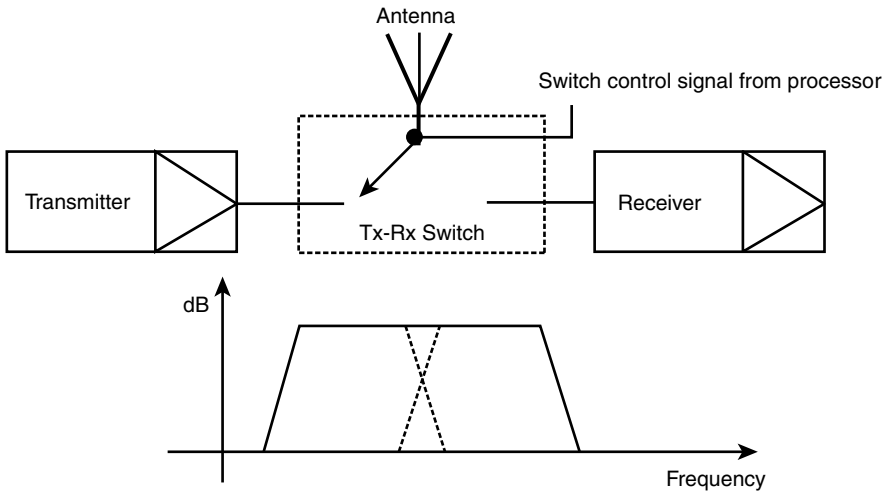 Antenna
Switch control signal from processor
Transmitter
Receiver
Tx-Rx Switch
dB
Frequency